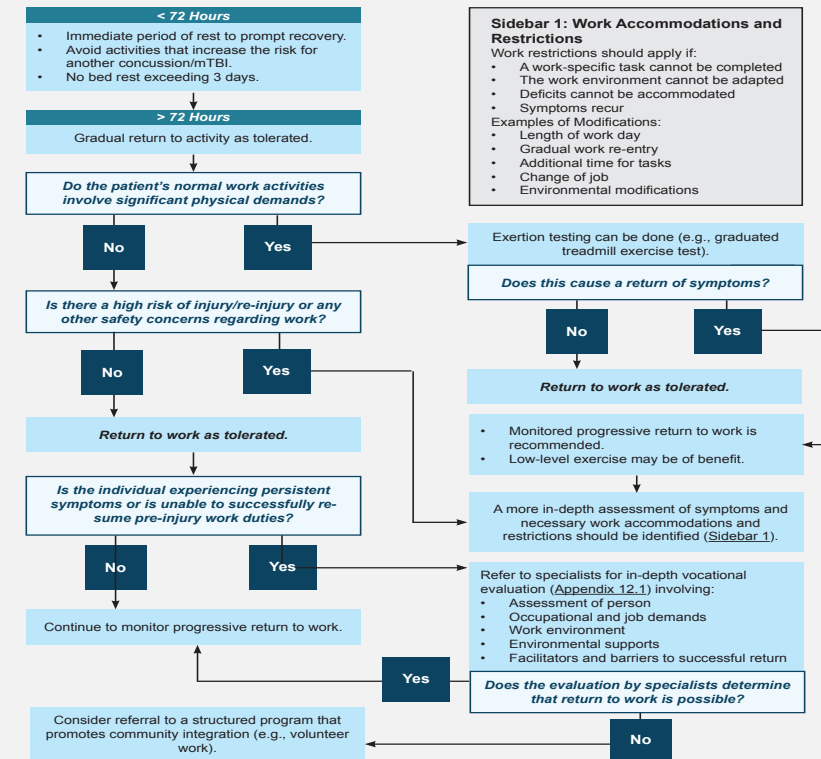 < 72 Hours
• Immediate period of rest to prompt recovery.
• Avoid activities that increase the risk for
another concussion/mTBI.
• No bed rest exceeding 3 days.
> 72 Hours
Gradual return to activity as tolerated.
Do the patient's normal work activities
involve significant physical demands?
No
Yes
Is there a high risk of injury/re-injury or any
other safety concerns regarding work?
No
Yes
Return to work as tolerated.
Is the individual experiencing persistent
symptoms or is unable to successfully re-
sume pre-injury work duties?
No
Yes
Continue to monitor progressive return to work.
Sidebar 1: Work Accommodations and
Restrictions
Work restrictions should apply if:
• A work-specific task cannot be completed
• The work environment cannot be adapted
• Deficits cannot be accommodated
• Symptoms recur
Examples of Modifications:
• Length of work day
• Gradual work re-entry
• Additional time for tasks
• Change of job
• Environmental modifications
Exertion testing can be done (e.g., graduated
treadmill exercise test).
Does this cause a return of symptoms?
No
Yes
Return to work as tolerated.
• Monitored progressive return to work is
recommended.
• Low-level exercise may be of benefit.
A more in-depth assessment of symptoms and
necessary work accommodations and
restrictions should be identified (Sidebar 1).
Refer to specialists for in-depth vocational
evaluation (Appendix 12.1) involving:
• Assessment of person
• Occupational and job demands
• Work environment
• Environmental supports
• Facilitators and barriers to successful return
Does the evaluation by specialists determine
that return to work is possible?
Yes
No
Consider referral to a structured program that
promotes community integration (e.g., volunteer
work).